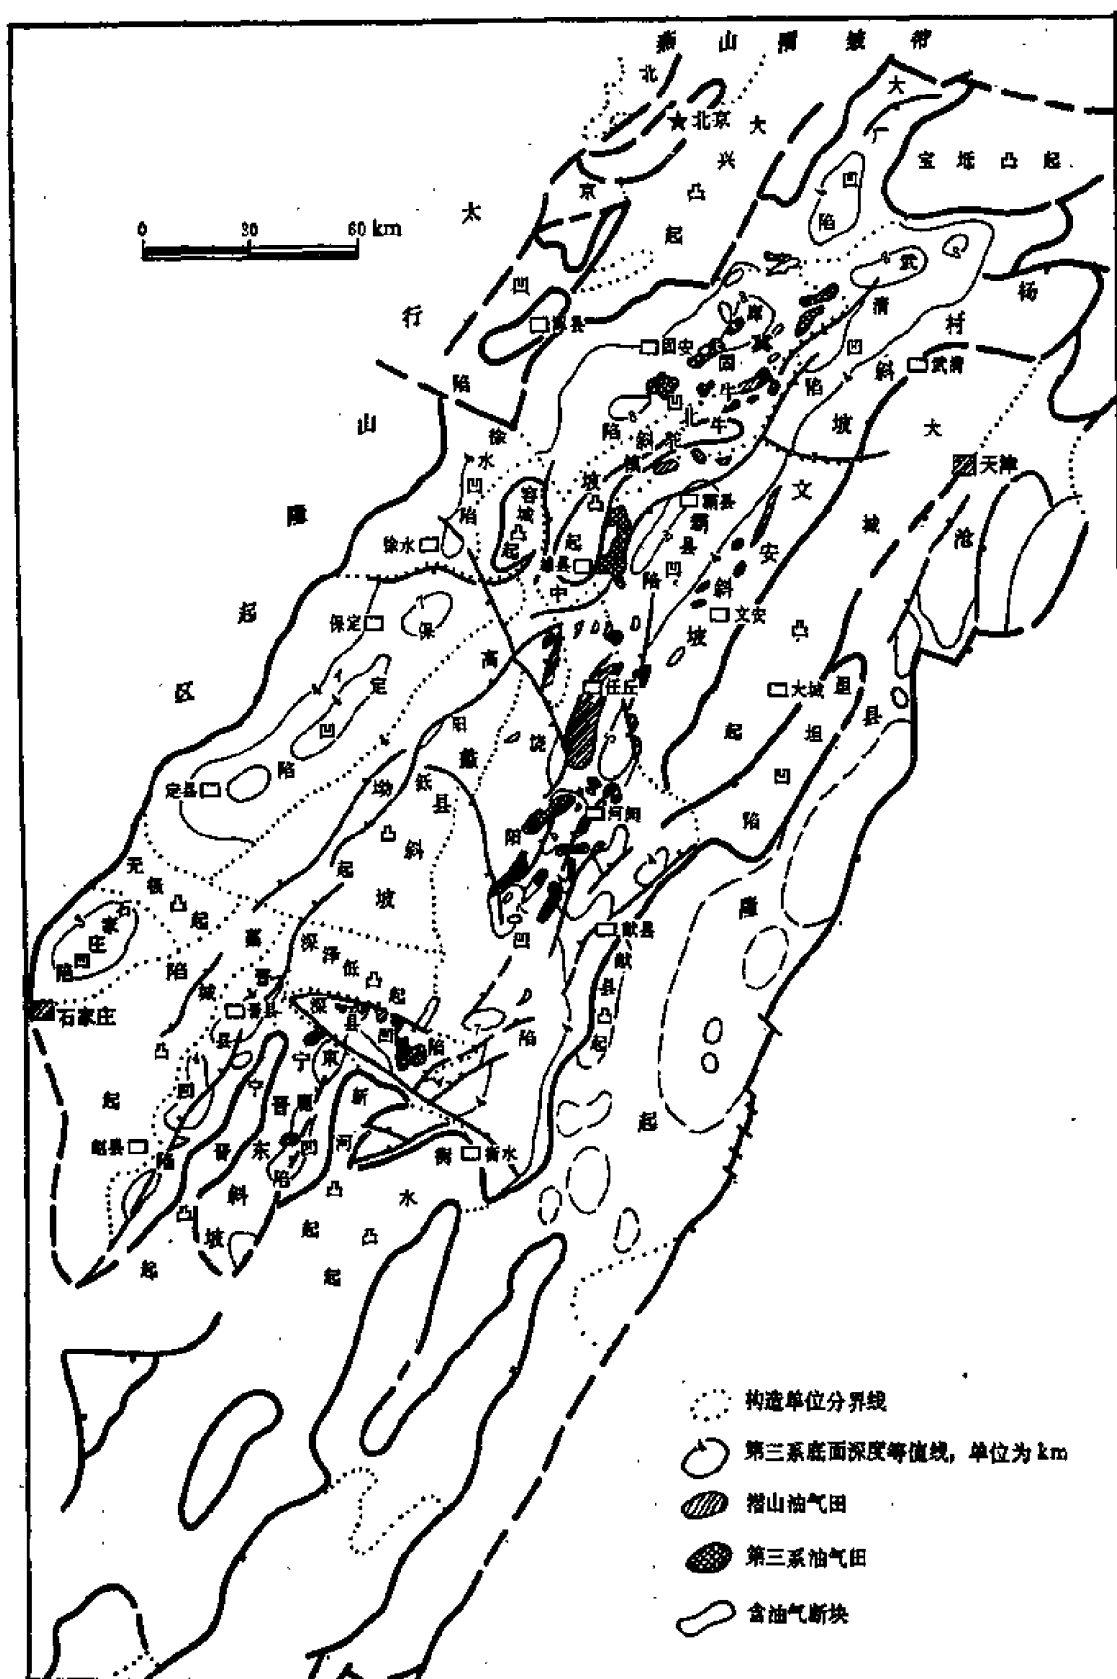 燕山褶皱带
北京
大兴凸起
大厂凹陷
宝坻凸起
京
凹
陷
0 30 60 km
太行山隆起区
涿县
固安
廊固凹陷
武清凹陷
杨村斜坡
武清
天津
大城凸起
徐水凹陷
容城凸起
徐水
雄县
牛北斜坡
牛驼镇凸起
霸县
霸县凹陷
文安斜坡
文安
沧县隆起
保定
保定凹陷
高阳低凸起
任丘
大城
里坦凹陷
定县
蠡县斜坡
饶阳凹陷
河间
无极凸起
石家庄凹陷
石家庄
献县
献县凸起
深泽低凸起
藁城凸起
晋县
晋县凹陷
深县凹陷
宁晋凸起
宁晋东斜坡
束鹿凹陷
新河凸起
赵县
衡水
衡水凸起
构造单位分界线
第三系底面深度等值线，单位为km
潜山油气田
第三系油气田
含油气断块